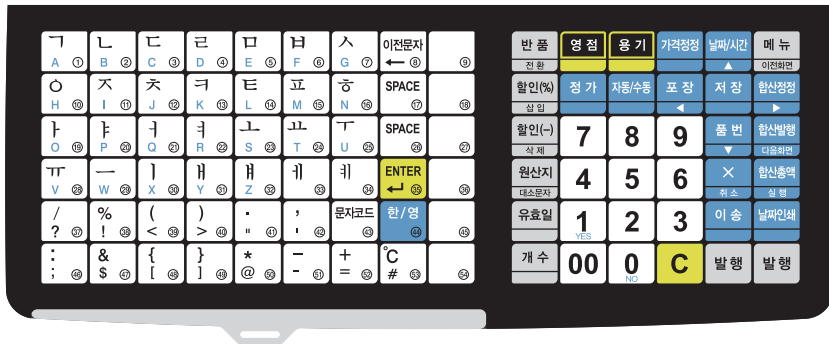 ㄱ ㄴ ㄷ ㄹ ㅁ ㅂ ㅅ 이전문자
A ① B ② C ③ D ④ E ⑤ F ⑥ G ⑦ ← ⑧ ⑨
ㅇ ㅈ ㅊ ㅋ ㅌ ㅍ ㅎ SPACE
H ⑩ I ⑪ J ⑫ K ⑬ L ⑭ M ⑮ N ⑯ ⑰ ⑱
ㅏ ㅑ ㅓ ㅕ ㅗ ㅛ ㅜ SPACE
O ⑲ P ⑳ Q ㉑ R ㉒ S ㉓ T ㉔ U ㉕ ㉖ ㉗
ㅠ ㅡ ㅣ ㅐ ㅒ ㅔ ㅖ ENTER
V ㉘ W ㉙ X ㉚ Y ㉛ Z ㉜ ㉝ ㉞ ↵ ㉟ ㊱
/ % ( ) . , 문자코드 한/영
? ㊲ ! ㊳ < ㊴ > ㊵ " ㊶ ' ㊷ ㊸ ㊹ ㊺
: & { } * – + ℃
; ㊻ $ ㊼ [ ㊽ ] ㊾ @ ㊿ - 51 = 52 # 53 54
반 품 영 점 용 기 가격정정 날짜/시간 메 뉴
전 환 ▲ 이전화면
할인(%) 정 가 자동/수동 포 장 저 장 합산정정
삽 입 ◀ ▶
할인(–) 7 8 9 품 번 합산발행
삭 제 ▼ 다음화면
원산지 4 5 6 × 합산총액
대소문자 취 소 실 행
유효일 1 2 3 이 송 날짜인쇄
YES
개 수 00 0 C 발 행 발 행
NO